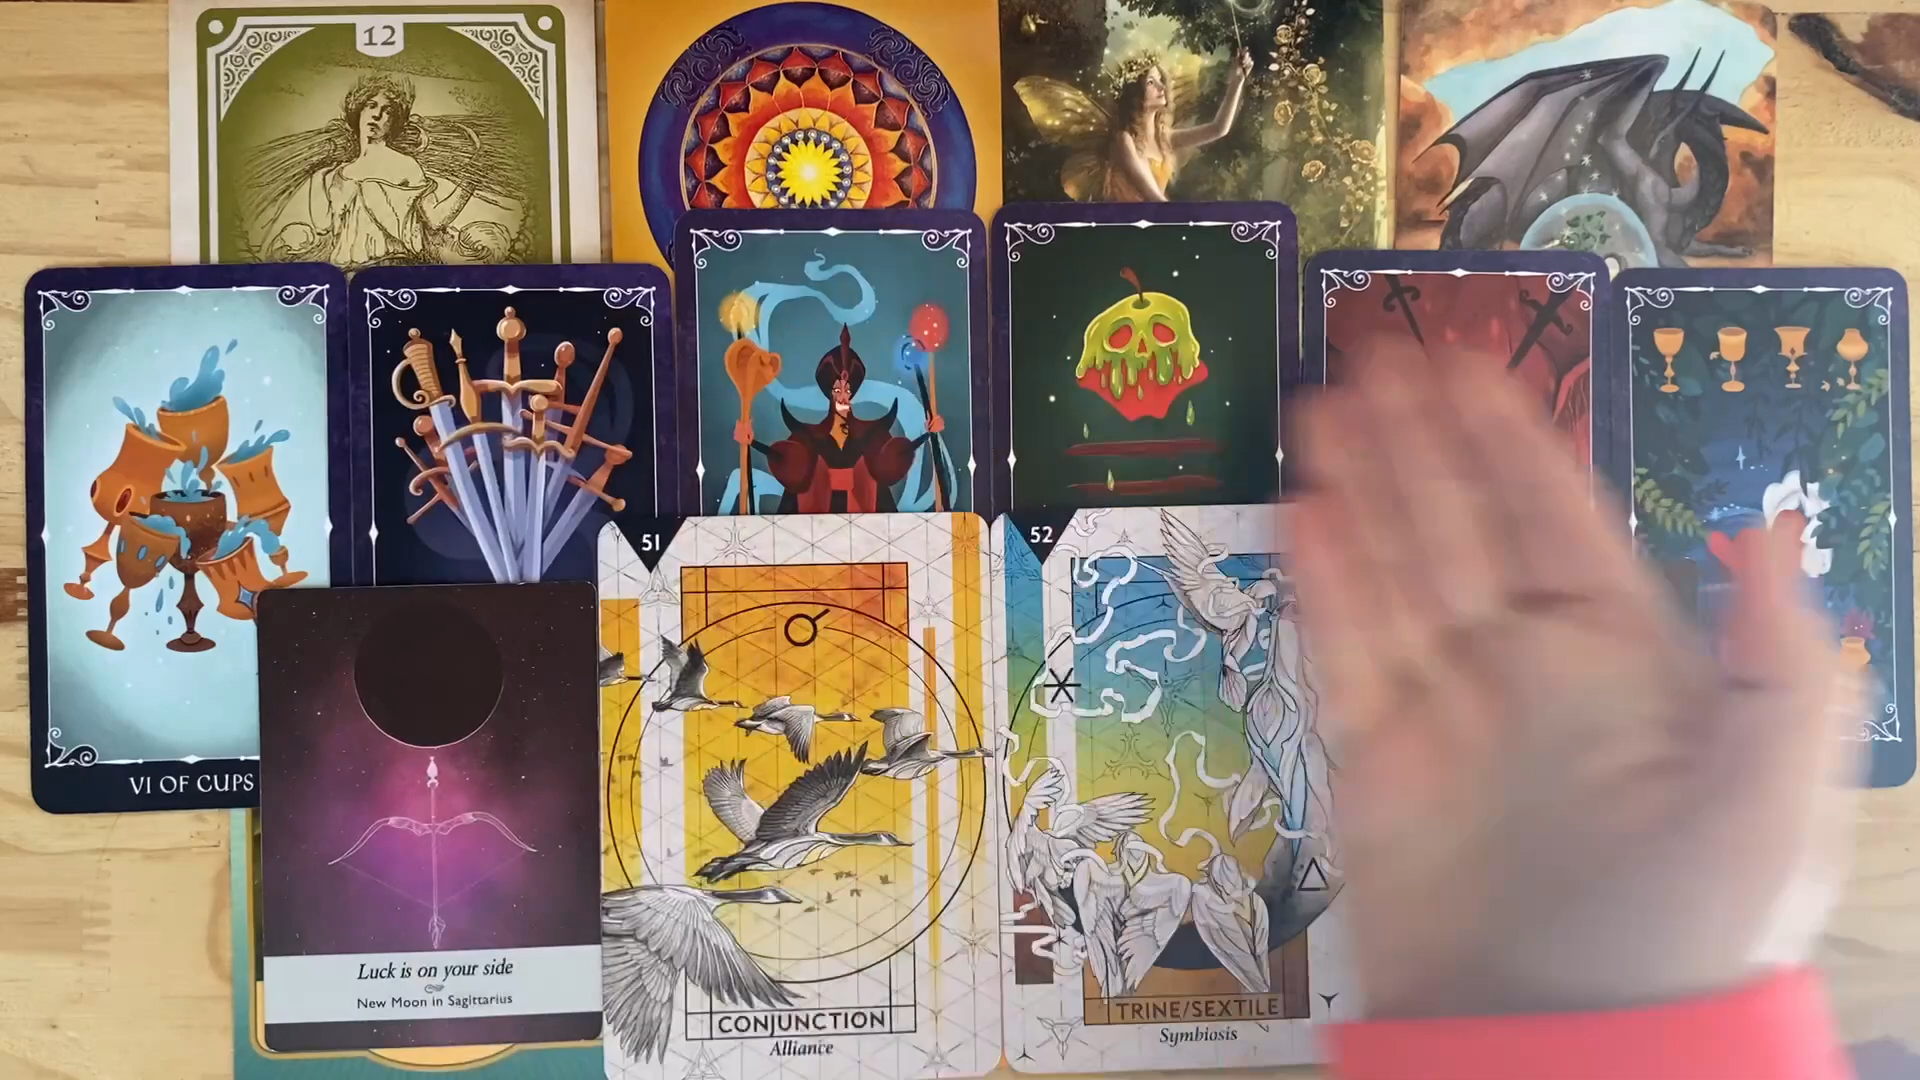 12
VI OF CUPS
51
52
Luck is on your side
New Moon in Sagittarius
CONJUNCTION
Alliance
TRINE/SEXTILE
Symbiosis